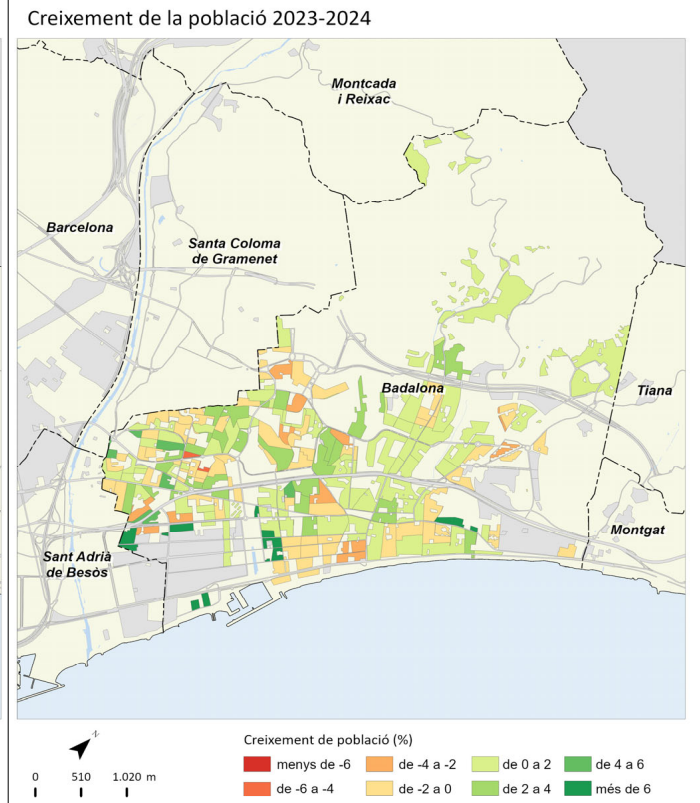 Creixement de la població 2023-2024
Montcada
i Reixac
Barcelona
Santa Coloma
de Gramenet
Badalona
Tiana
Montgat
Sant Adrià
de Besòs
N
0 510 1.020 m
Creixement de població (%)
menys de -6
de -4 a -2
de 0 a 2
de 4 a 6
de -6 a -4
de -2 a 0
de 2 a 4
més de 6